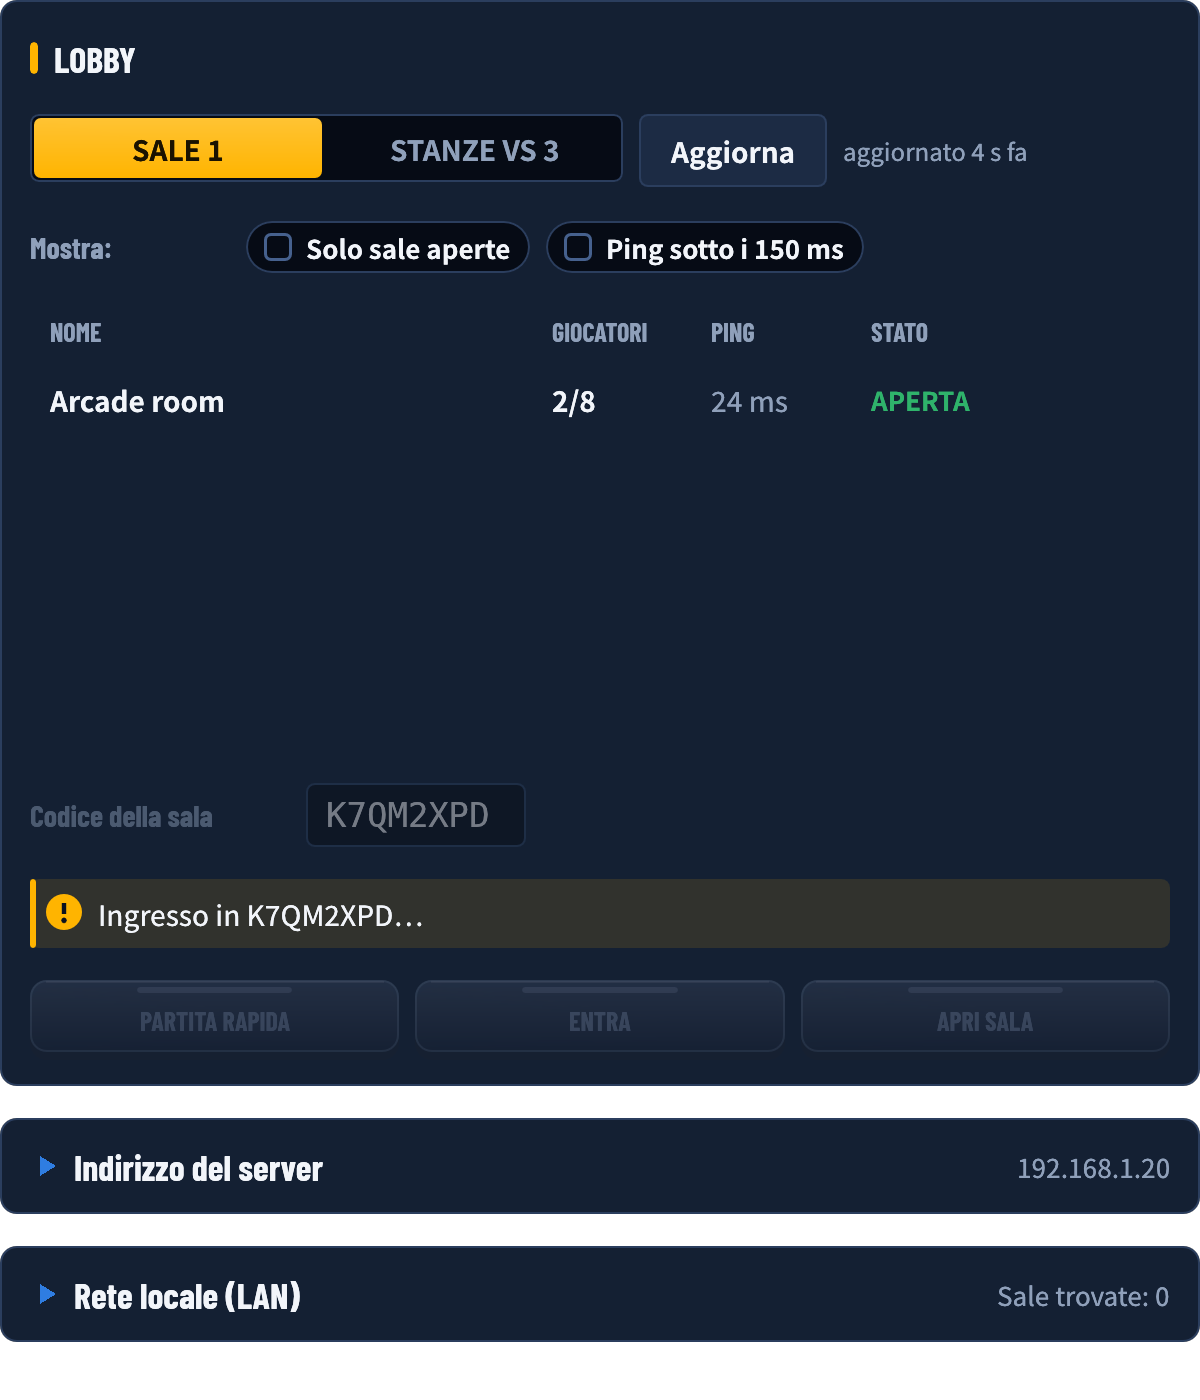 LOBBY
SALE 1 STANZE VS 3 Aggiorna aggiornato 4 s fa
Mostra: Solo sale aperte Ping sotto i 150 ms
NOME GIOCATORI PING STATO
Arcade room 2/8 24 ms APERTA
Codice della sala K7QM2XPD
Ingresso in K7QM2XPD...
PARTITA RAPIDA ENTRA APRI SALA
Indirizzo del server 192.168.1.20
Rete locale (LAN) Sale trovate: 0